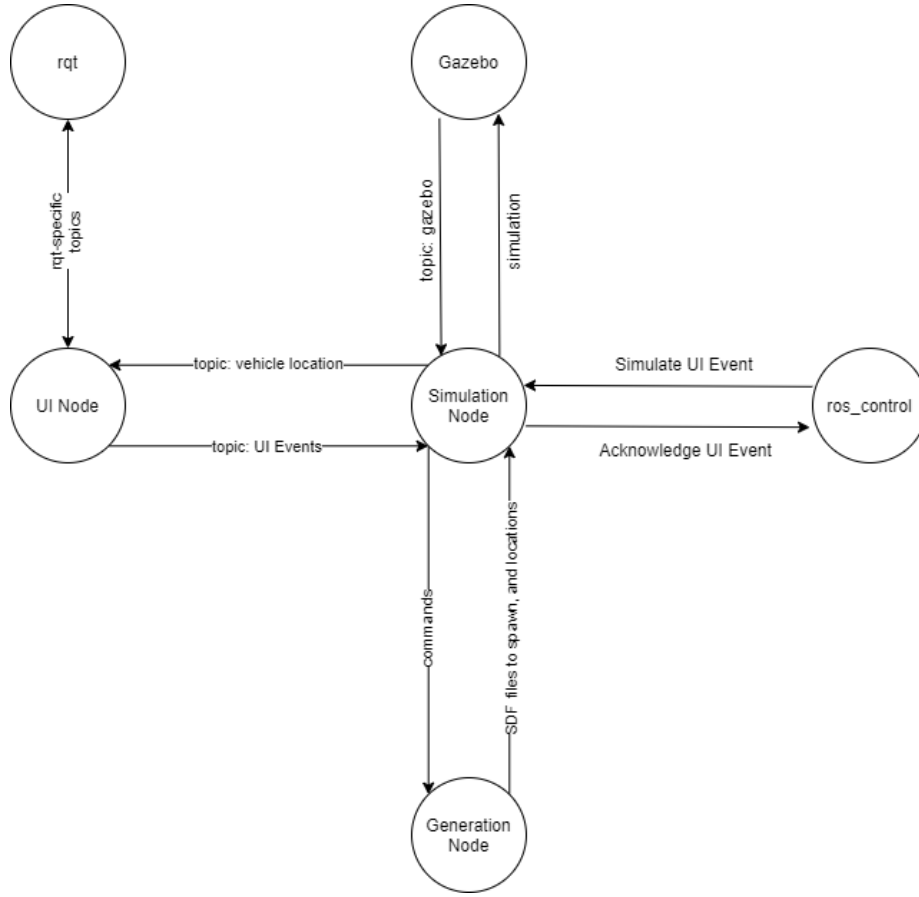 rqt
Gazebo
rqt-specific
topics
topic: gazebo
simulation
topic: vehicle location
Simulate UI Event
UI Node
Simulation
Node
ros_control
topic: UI Events
Acknowledge UI Event
commands
SDF files to spawn, and locations
Generation
Node